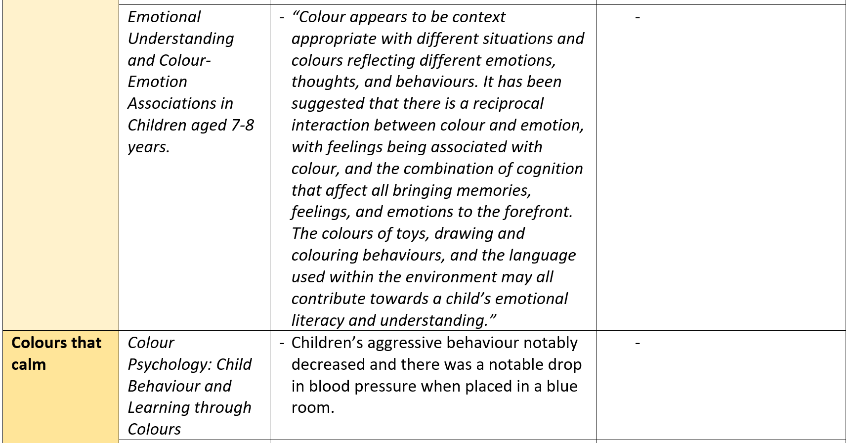 Emotional
Understanding
and Colour-
Emotion
Associations in
Children aged 7-8
years.
- “Colour appears to be context
appropriate with different situations and
colours reflecting different emotions,
thoughts, and behaviours. It has been
suggested that there is a reciprocal
interaction between colour and emotion,
with feelings being associated with
colour, and the combination of cognition
that affect all bringing memories,
feelings, and emotions to the forefront.
The colours of toys, drawing and
colouring behaviours, and the language
used within the environment may all
contribute towards a child’s emotional
literacy and understanding.”
-
Colours that
calm
Colour
Psychology: Child
Behaviour and
Learning through
Colours
- Children’s aggressive behaviour notably
decreased and there was a notable drop
in blood pressure when placed in a blue
room.
-